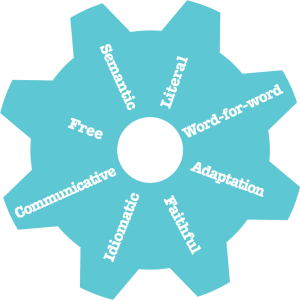 Semantic
Literal
Word-for-word
Adaptation
Faithful
Idiomatic
Communicative
Free